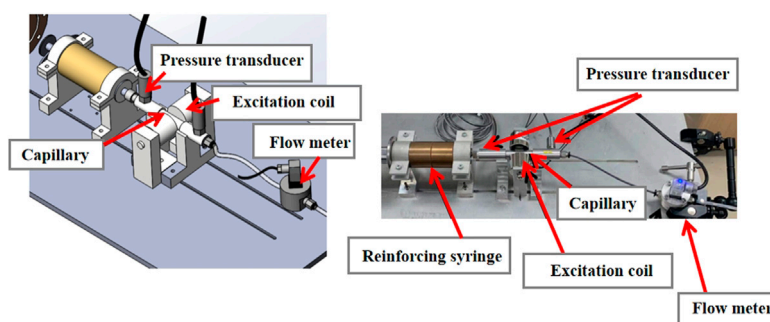 Pressure transducer
Excitation coil
Flow meter
Capillary
Pressure transducer
Capillary
Reinforcing syringe
Excitation coil
Flow meter